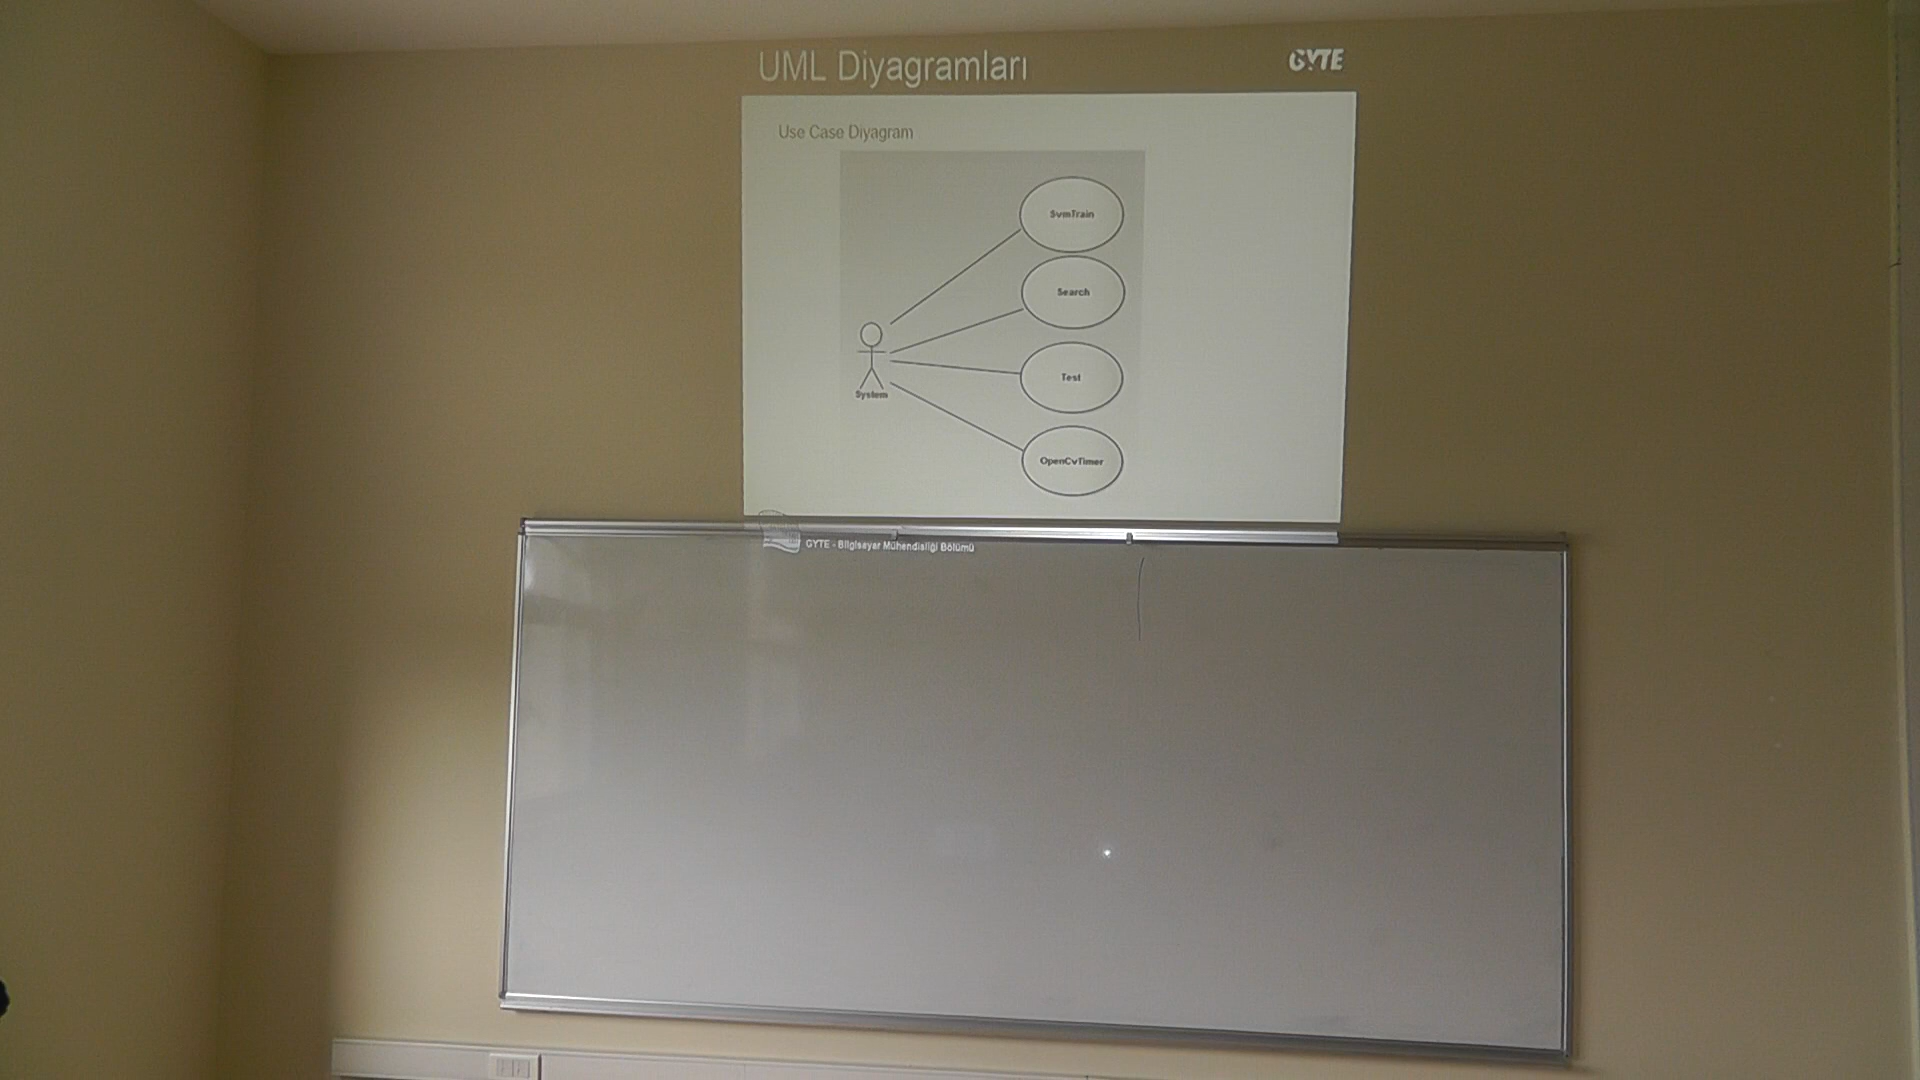 UML Diyagramları
GYTE
Use Case Diyagram
SvmTrain
Search
Test
System
OpenCvTimer
GYTE - Bilgisayar Mühendisliği Bölümü